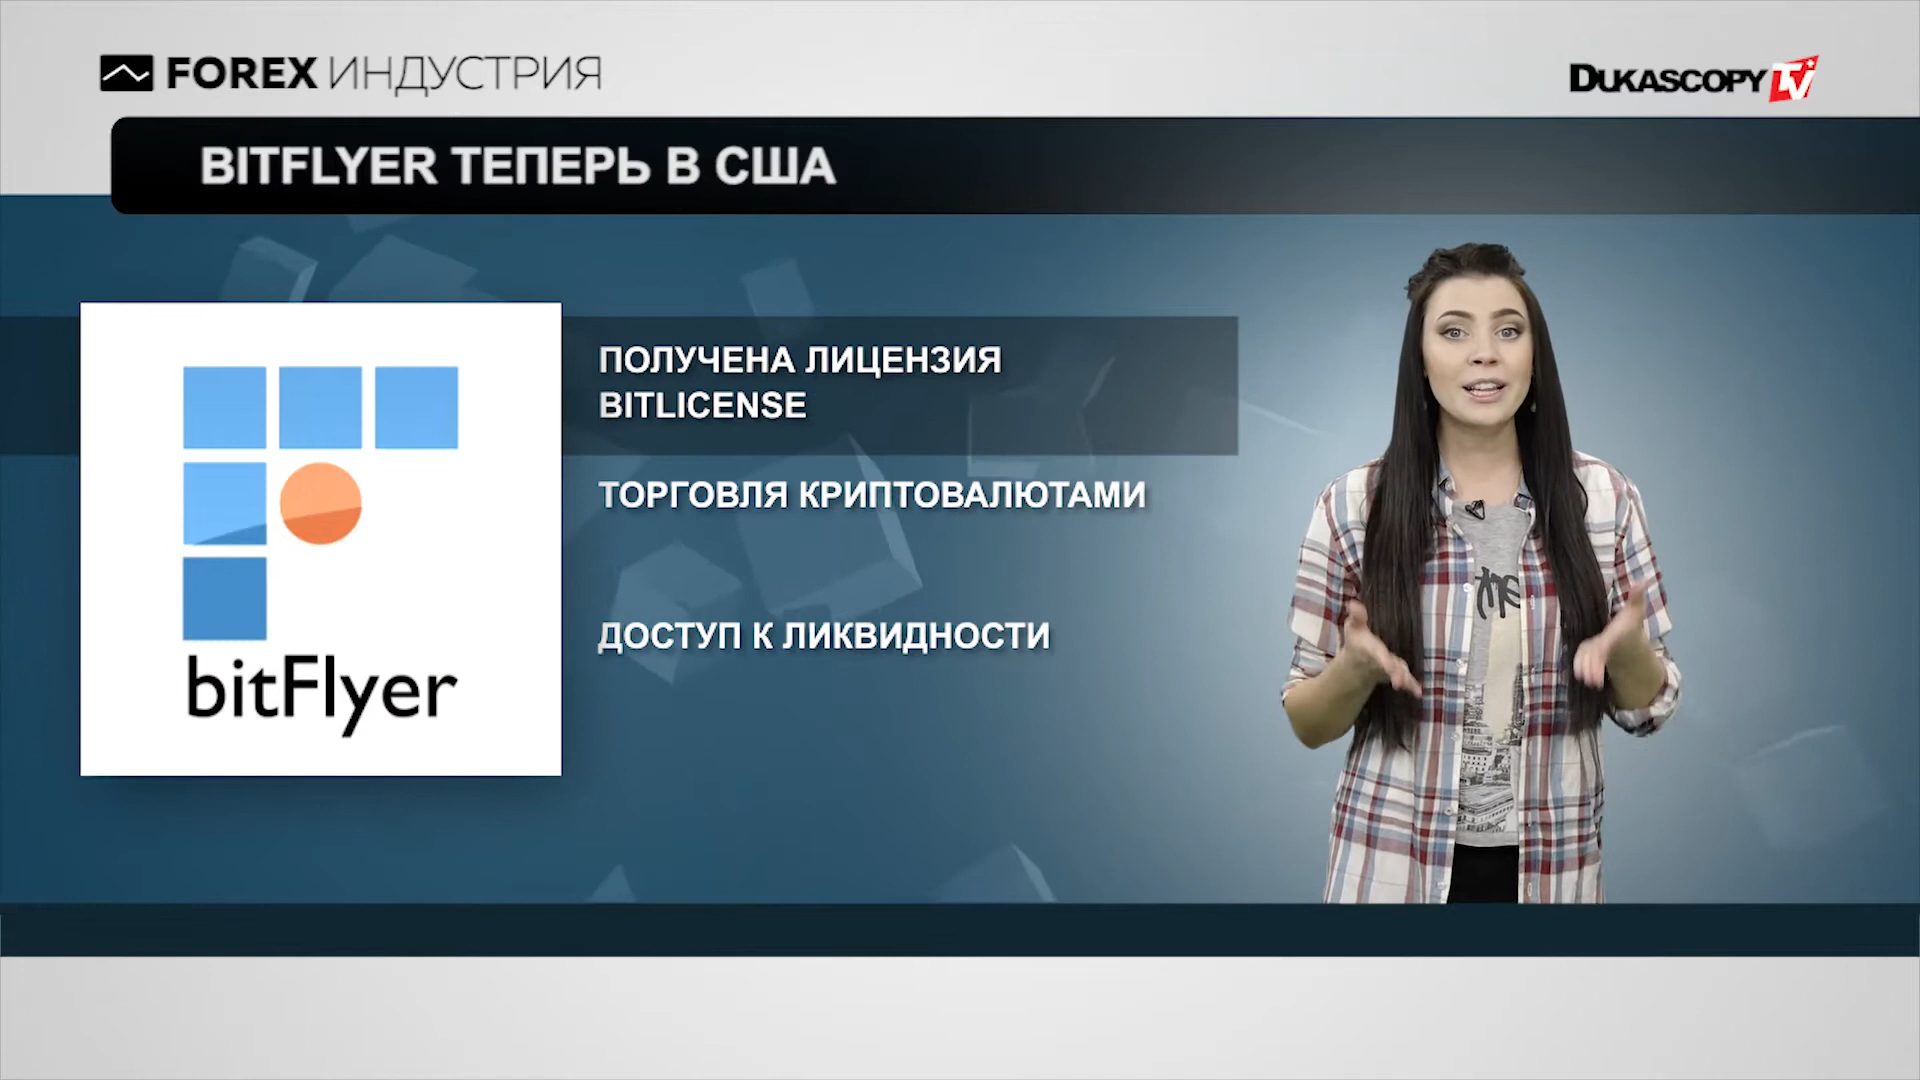 FOREX ИНДУСТРИЯ
DUKASCOPY TV
BITFLYER ТЕПЕРЬ В США
ПОЛУЧЕНА ЛИЦЕНЗИЯ
BITLICENSE
ТОРГОВЛЯ КРИПТОВАЛЮТАМИ
ДОСТУП К ЛИКВИДНОСТИ
bitFlyer